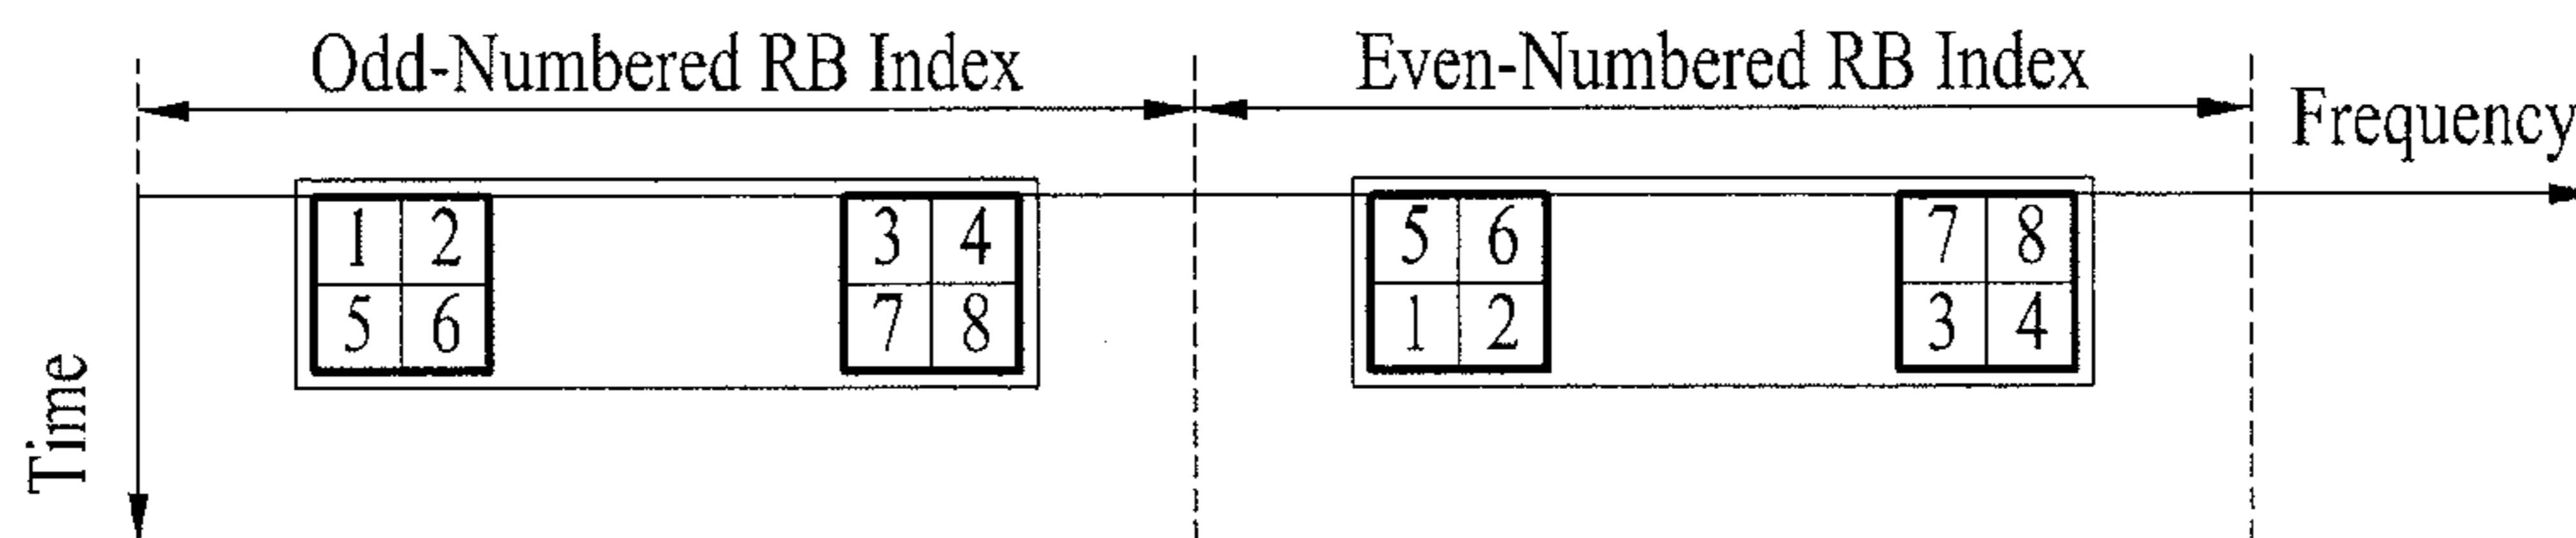 Odd-Numbered RB Index Even-Numbered RB Index
Frequency
1 2 3 4 5 6 7 8
5 6 7 8 1 2 3 4
Time